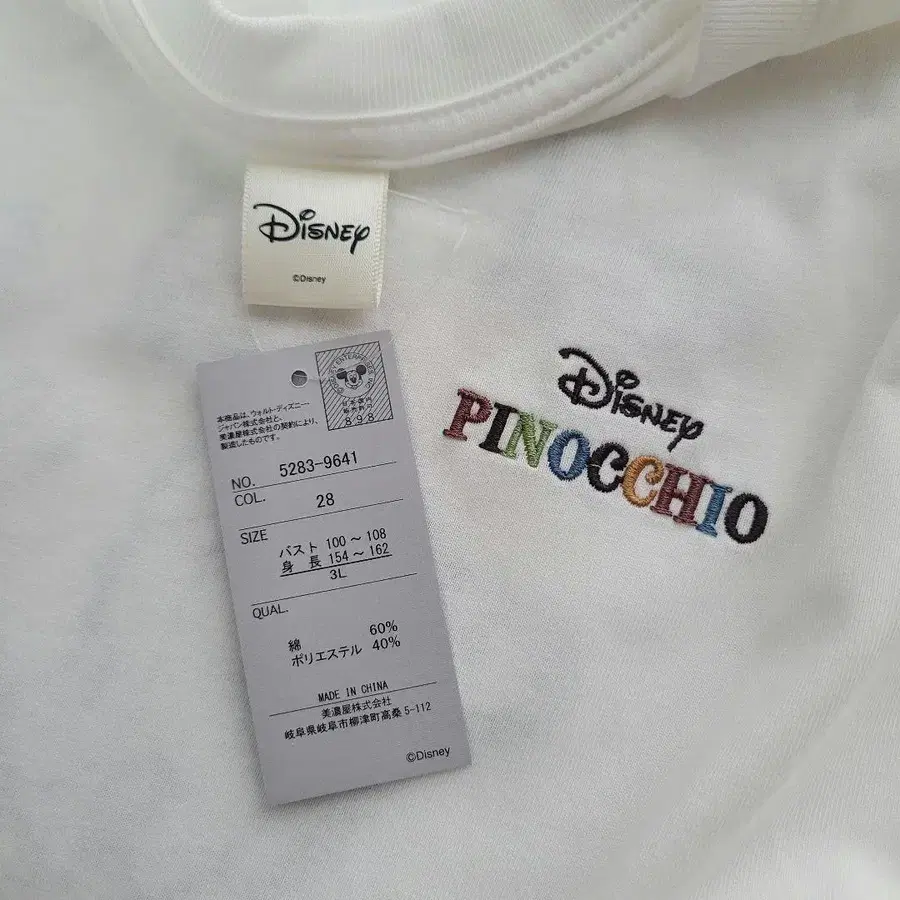 Disney
©Disney
Disney
PINOCCHIO
本商品は、ウォルト・ディズニー・
ジャパン株式会社と、
美濃屋株式会社の契約により、
製造したものです。
898
NO. 5283-9641
COL. 28
SIZE
バスト 100～108
身長 154～162
3L
QUAL.
綿 60%
ポリエステル 40%
MADE IN CHINA
美濃屋株式会社
岐阜県岐阜市柳津町高桑5-112
©Disney